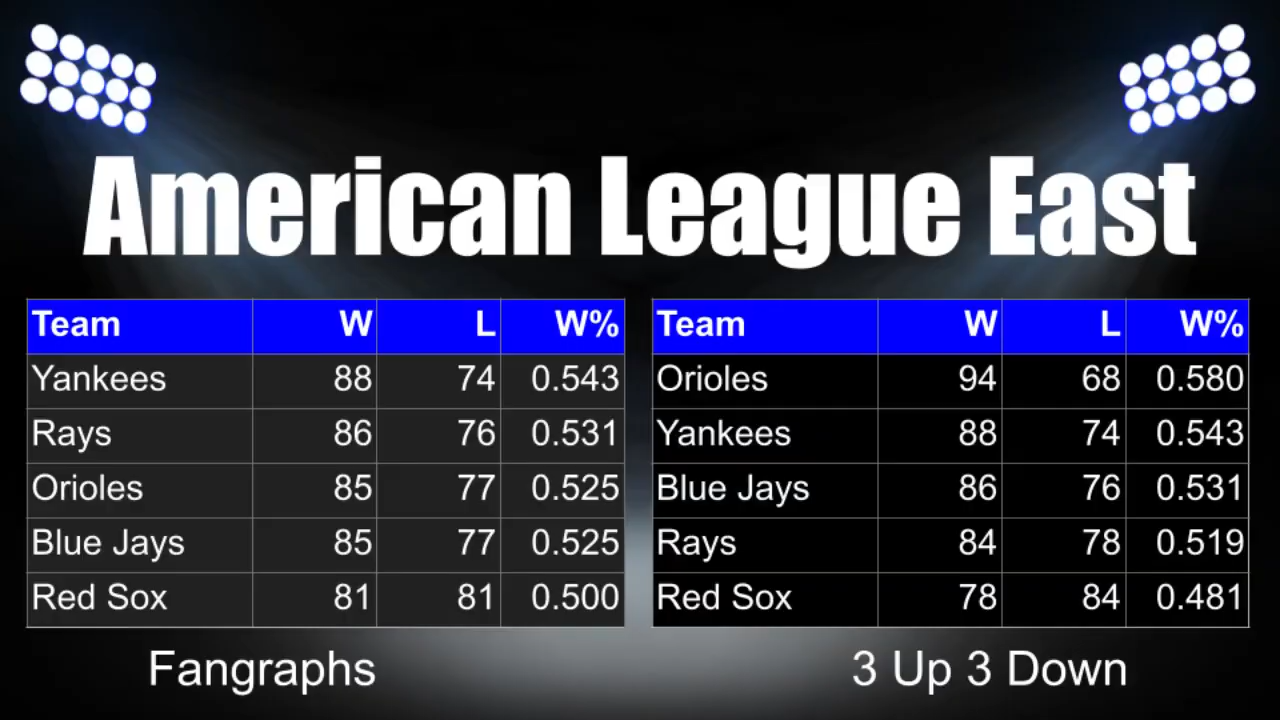 American League East
Team W L W%
Yankees 88 74 0.543
Rays 86 76 0.531
Orioles 85 77 0.525
Blue Jays 85 77 0.525
Red Sox 81 81 0.500
Fangraphs
Team W L W%
Orioles 94 68 0.580
Yankees 88 74 0.543
Blue Jays 86 76 0.531
Rays 84 78 0.519
Red Sox 78 84 0.481
3 Up 3 Down